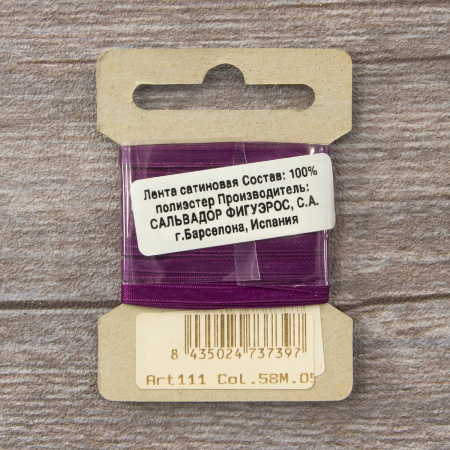 Лента сатиновая Состав: 100%
полиэстер Производитель:
САЛЬВАДОР ФИГУЭРОС, С.А.
г.Барселона, Испания
8 435024 737397
Art111 Col.58M.05